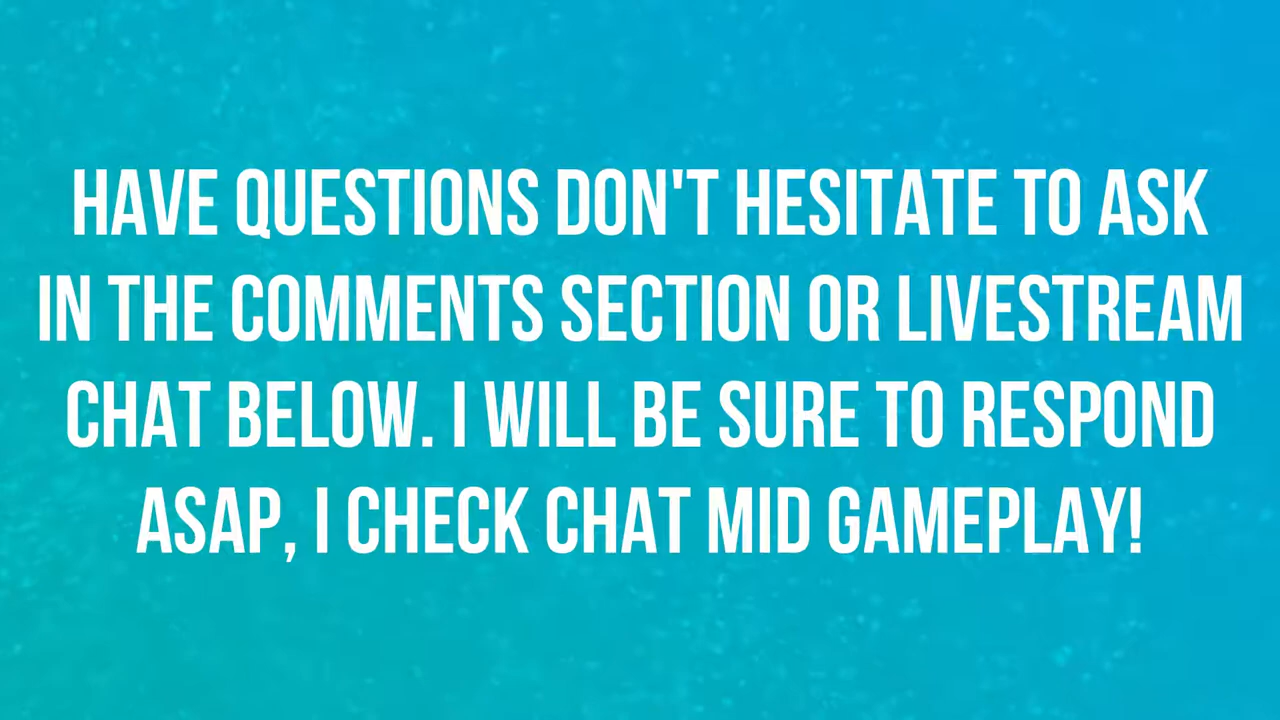 HAVE QUESTIONS DON'T HESITATE TO ASK
IN THE COMMENTS SECTION OR LIVESTREAM
CHAT BELOW. I WILL BE SURE TO RESPOND
ASAP, I CHECK CHAT MID GAMEPLAY!